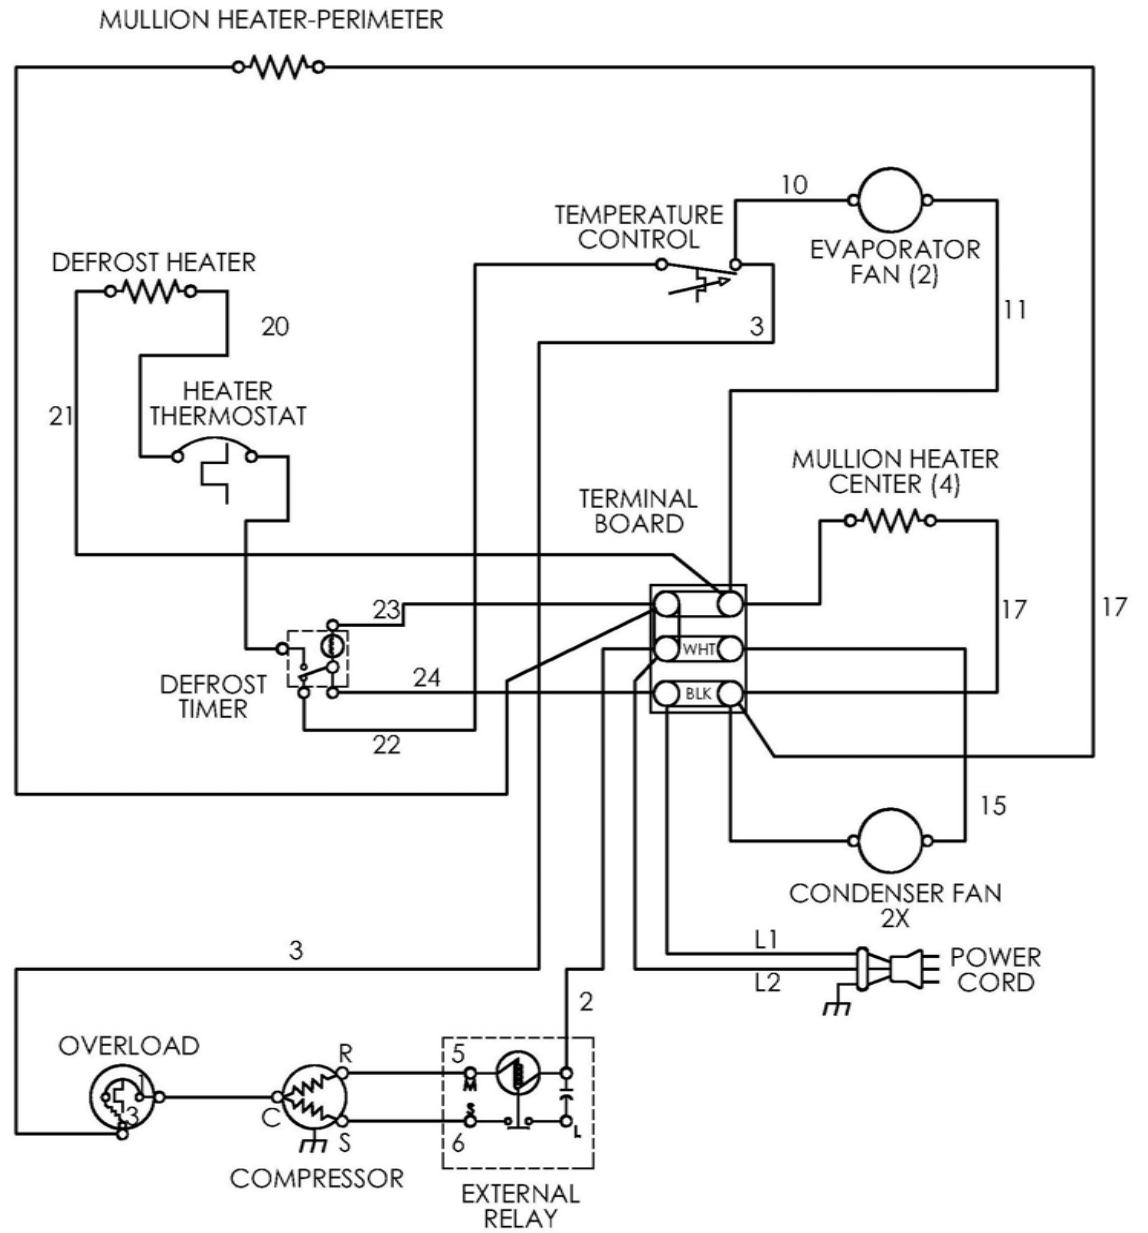 MULLION HEATER-PERIMETER
10
TEMPERATURE
CONTROL
EVAPORATOR
FAN (2)
DEFROST HEATER
11
20
3
HEATER
THERMOSTAT
21
MULLION HEATER
CENTER (4)
TERMINAL
BOARD
23
17
17
WHT
DEFROST
TIMER
24
BLK
22
15
CONDENSER FAN
2X
3
L1
POWER
CORD
L2
2
OVERLOAD
R
5
1
M
3
C
S
L
S
6
COMPRESSOR
EXTERNAL
RELAY